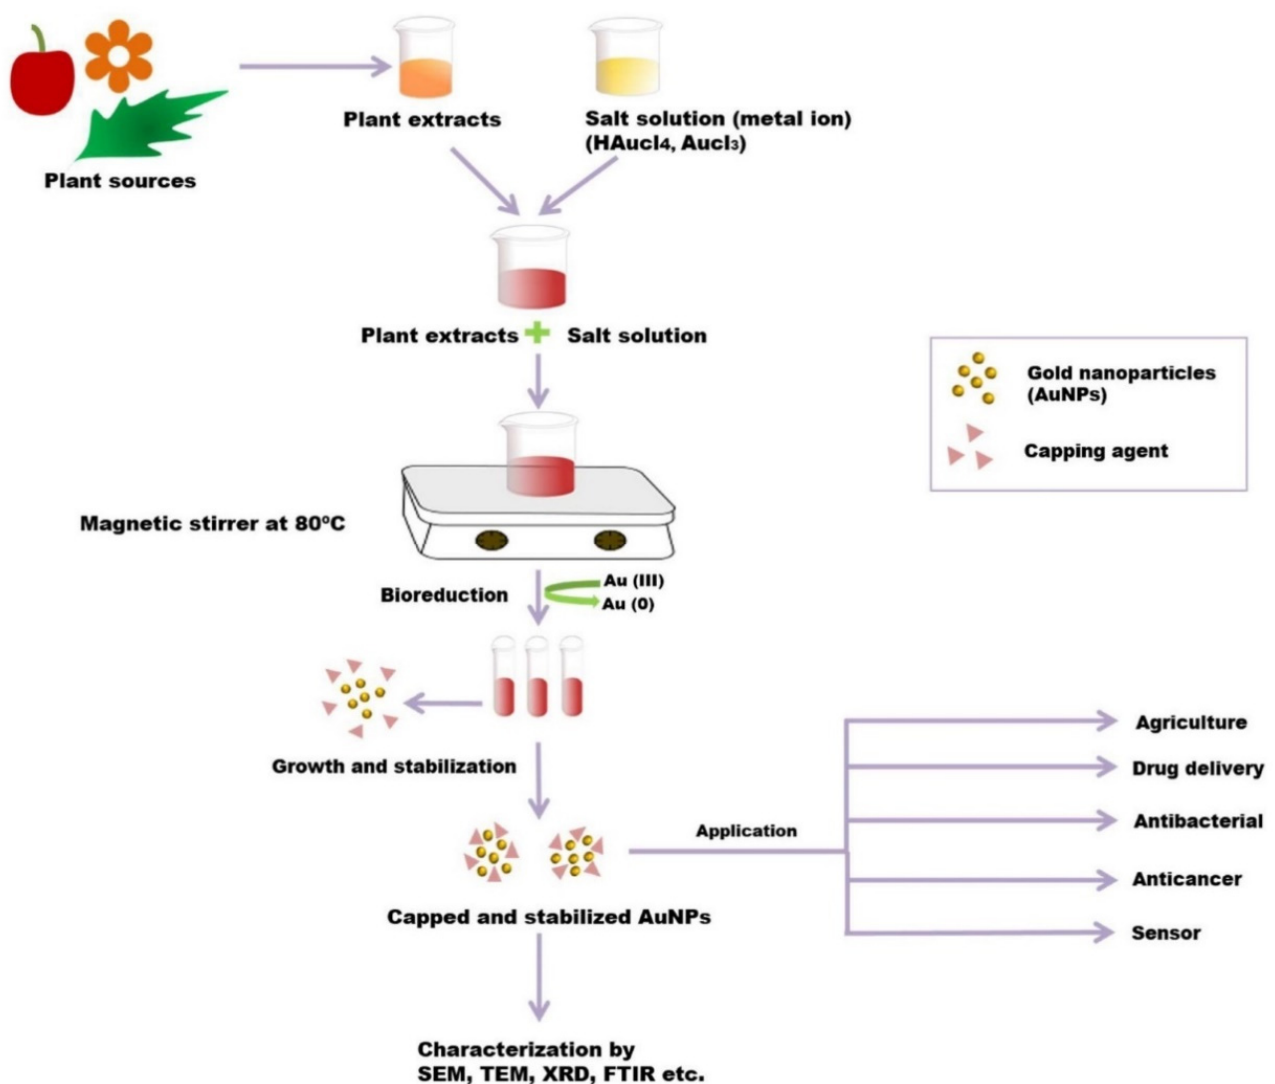 Plant sources
Plant extracts
Salt solution (metal ion)
(HAucl4, Aucl3)
Plant extracts + Salt solution
Gold nanoparticles
(AuNPs)
Capping agent
Magnetic stirrer at 80ºC
Bioreduction
Au (III)
Au (0)
Growth and stabilization
Capped and stabilized AuNPs
Application
Agriculture
Drug delivery
Antibacterial
Anticancer
Sensor
Characterization by
SEM, TEM, XRD, FTIR etc.